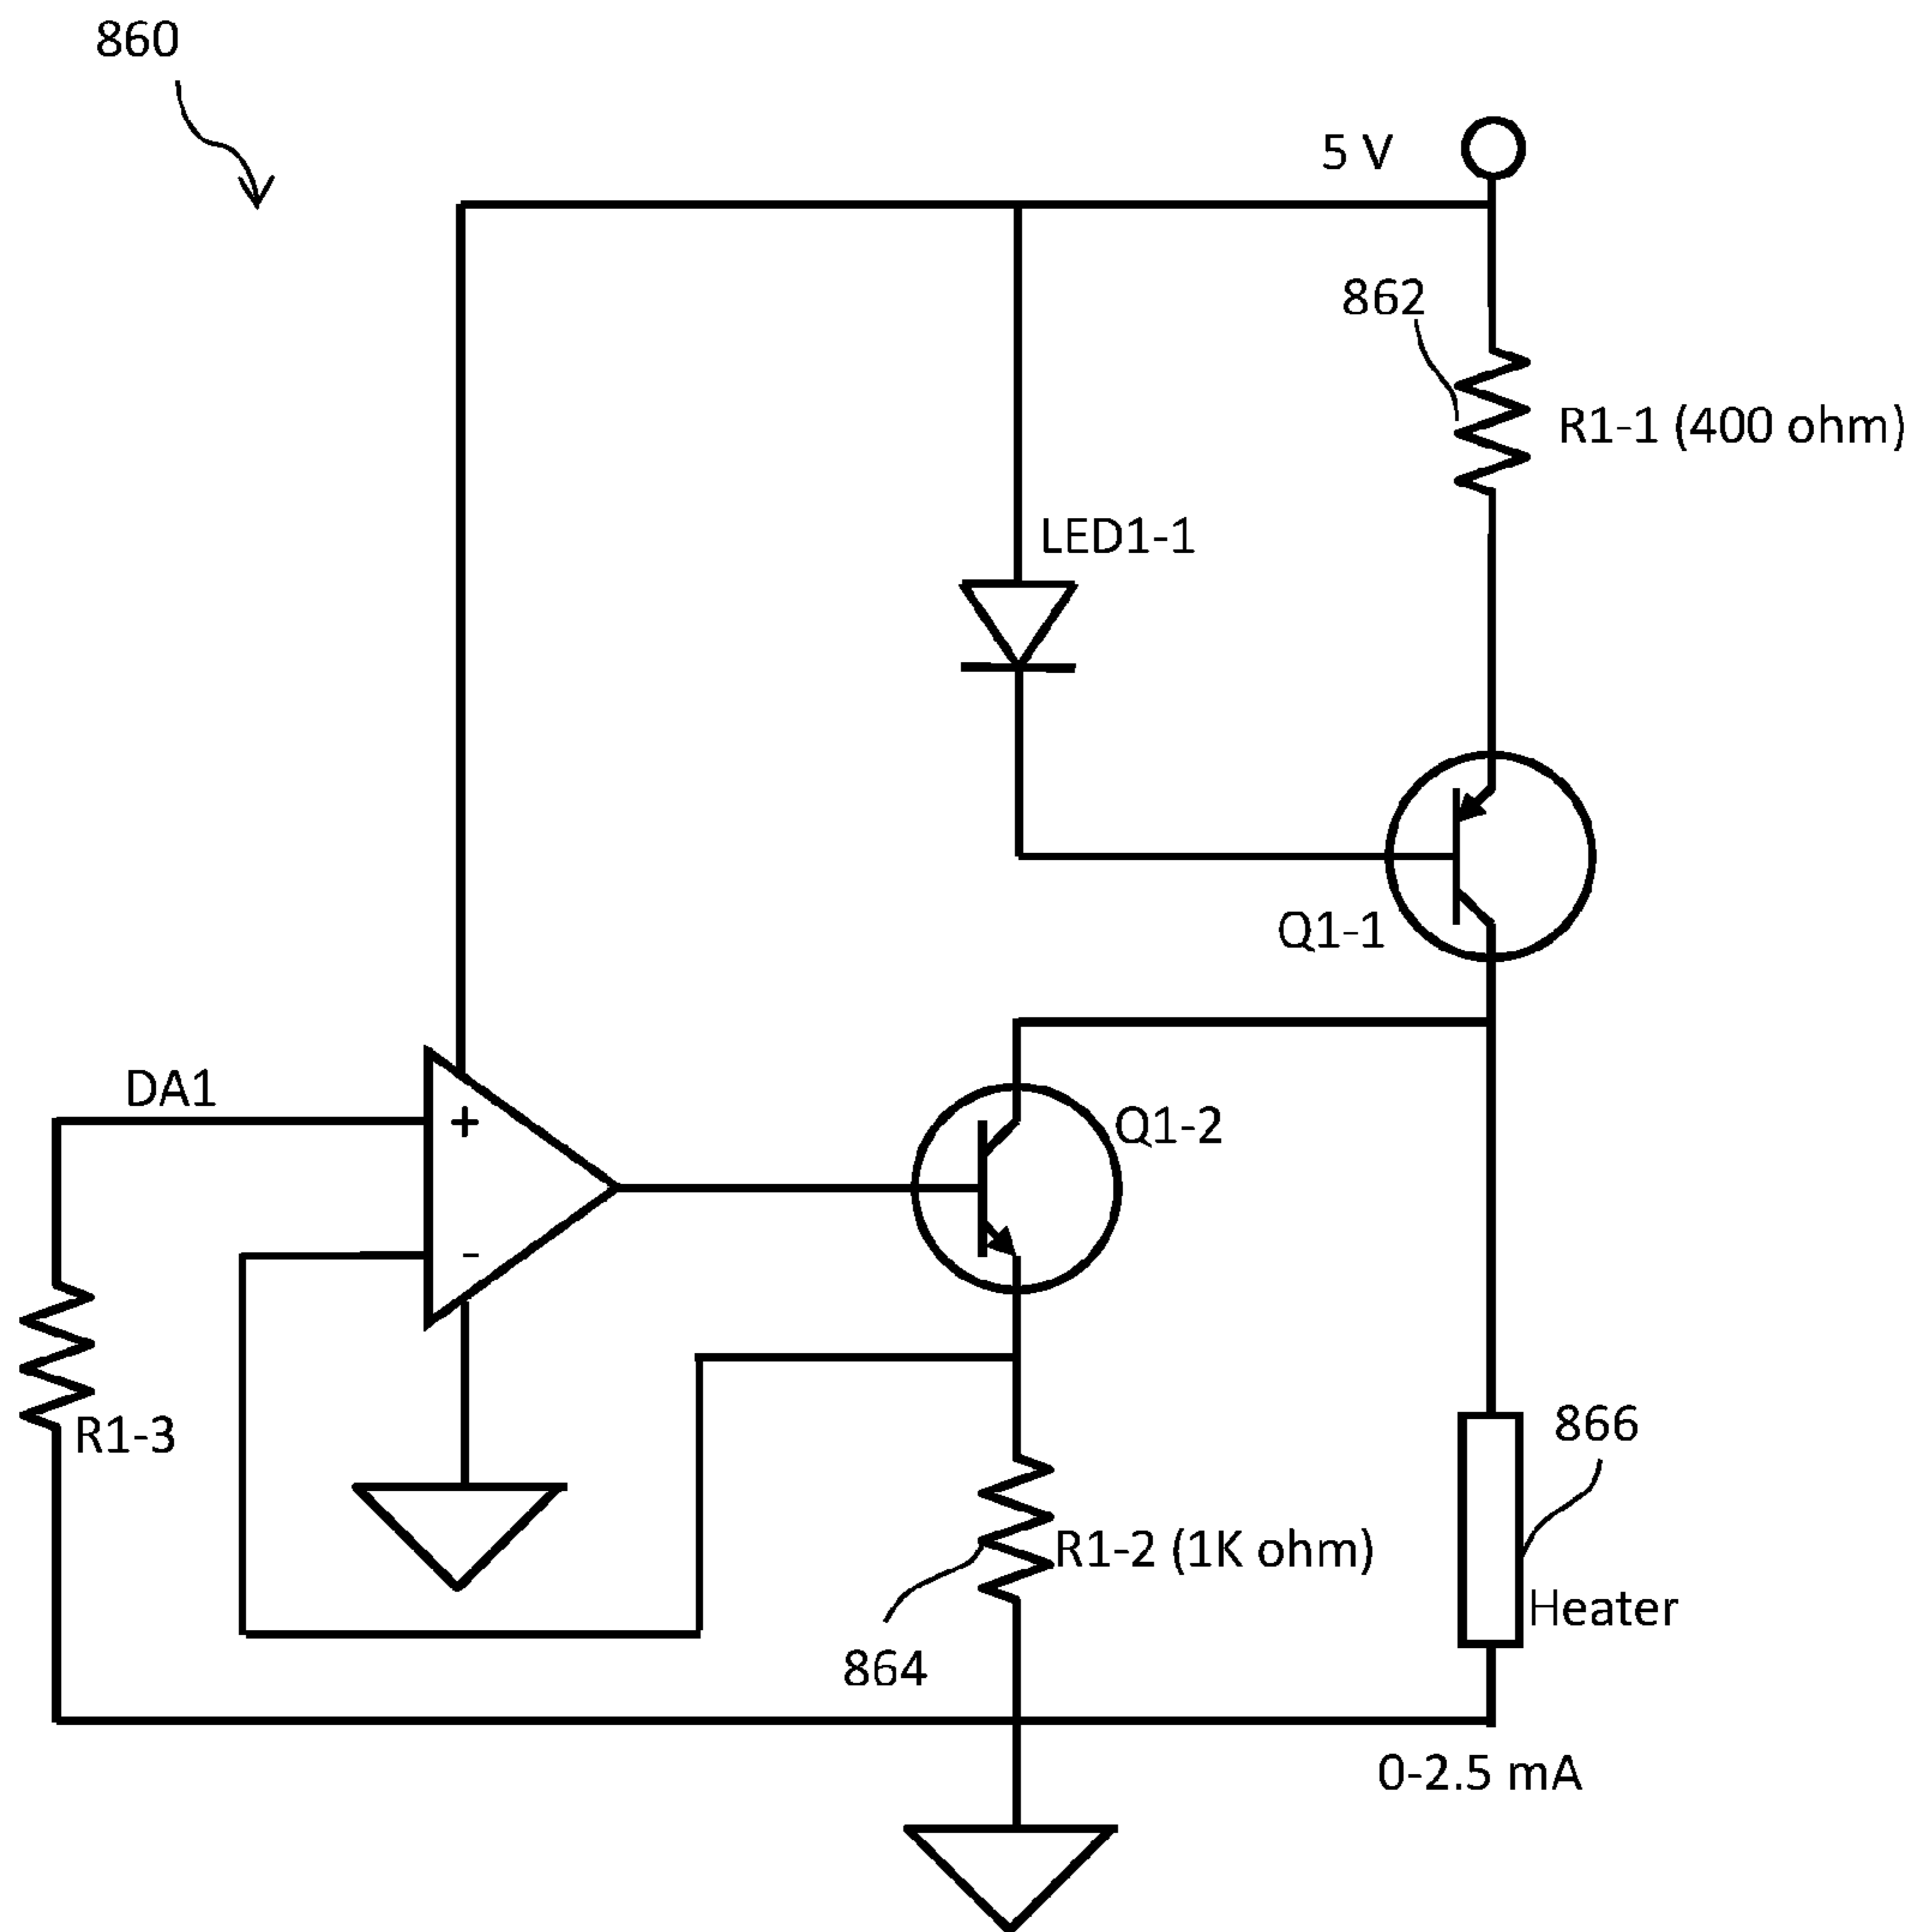 860
5 V
862
R1-1 (400 ohm)
LED1-1
Q1-1
DA1
+
Q1-2
-
R1-3
866
R1-2 (1K ohm)
Heater
864
0-2.5 mA